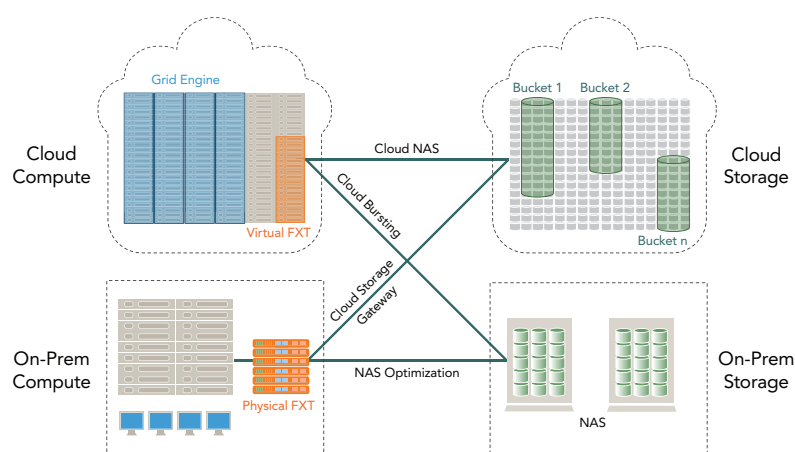 Grid Engine
Bucket 1
Bucket 2
Cloud
Compute
Cloud NAS
Cloud
Storage
Cloud Bursting
Virtual FXT
Bucket n
Cloud Storage
Gateway
On-Prem
Compute
NAS Optimization
On-Prem
Storage
Physical FXT
NAS